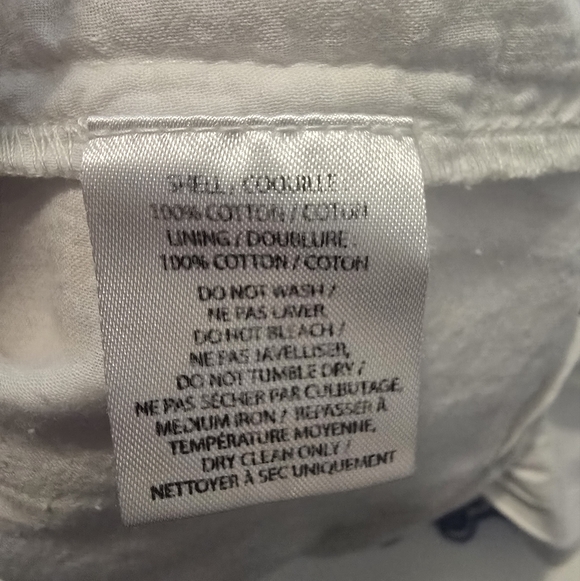 SHELL / COQUILLE :
100% COTTON / COTON
LINING / DOUBLURE :
100% COTTON / COTON
DO NOT WASH /
NE PAS LAVER
DO NOT BLEACH /
NE PAS JAVELLISER,
DO NOT TUMBLE DRY /
NE PAS SÉCHER PAR CULBUTAGE,
MEDIUM IRON / REPASSER À
TEMPÉRATURE MOYENNE,
DRY CLEAN ONLY /
NETTOYER À SEC UNIQUEMENT